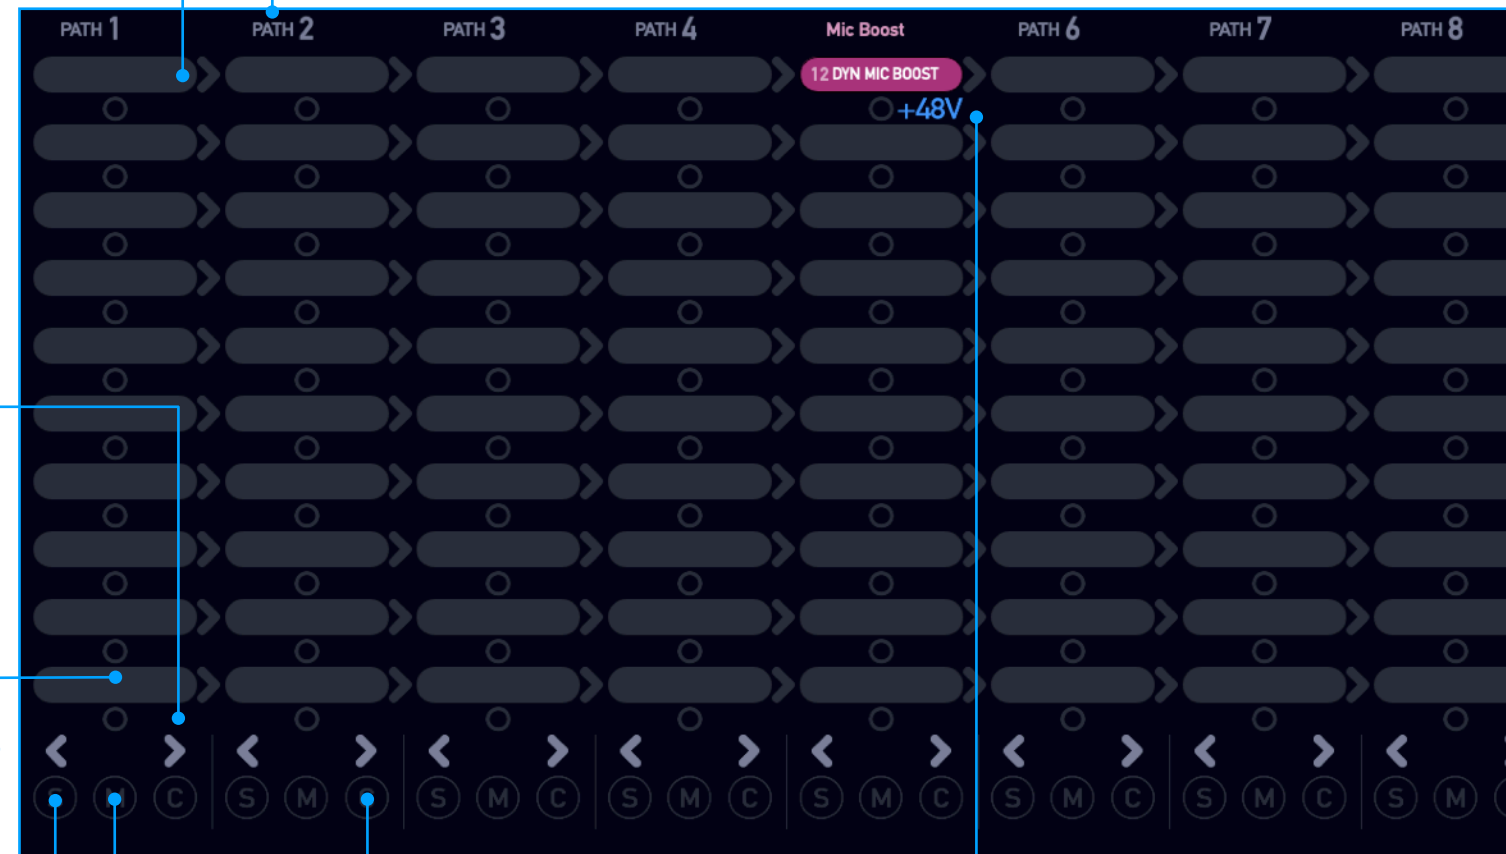 PATH 1 PATH 2 PATH 3 PATH 4 Mic Boost PATH 6 PATH 7 PATH 8
12 DYN MIC BOOST
+48V
S M C S M C S M C S M C S M C S M C S M C S M